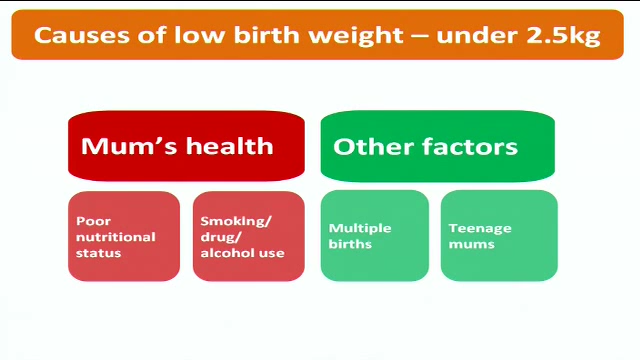 Causes of low birth weight – under 2.5kg
Mum's health
Other factors
Poor
nutritional
status
Smoking/
drug/
alcohol use
Multiple
births
Teenage
mums